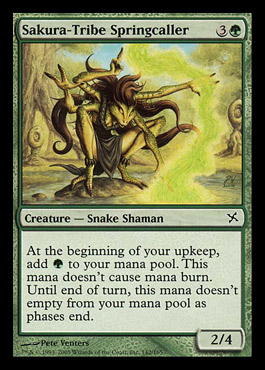 Sakura-Tribe Springcaller 3
Creature — Snake Shaman
At the beginning of your upkeep,
add to your mana pool. This
mana doesn't cause mana burn.
Until end of turn, this mana doesn't
empty from your mana pool as
phases end.
Pete Venters
2/4